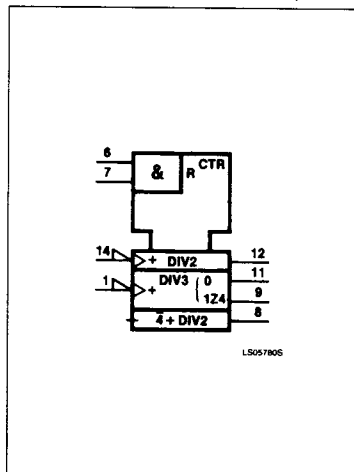 6
7
& R CTR
14 + DIV2 12
DIV3 0 11
1 + 1Z4 9
4 + DIV2 8
LS05780S